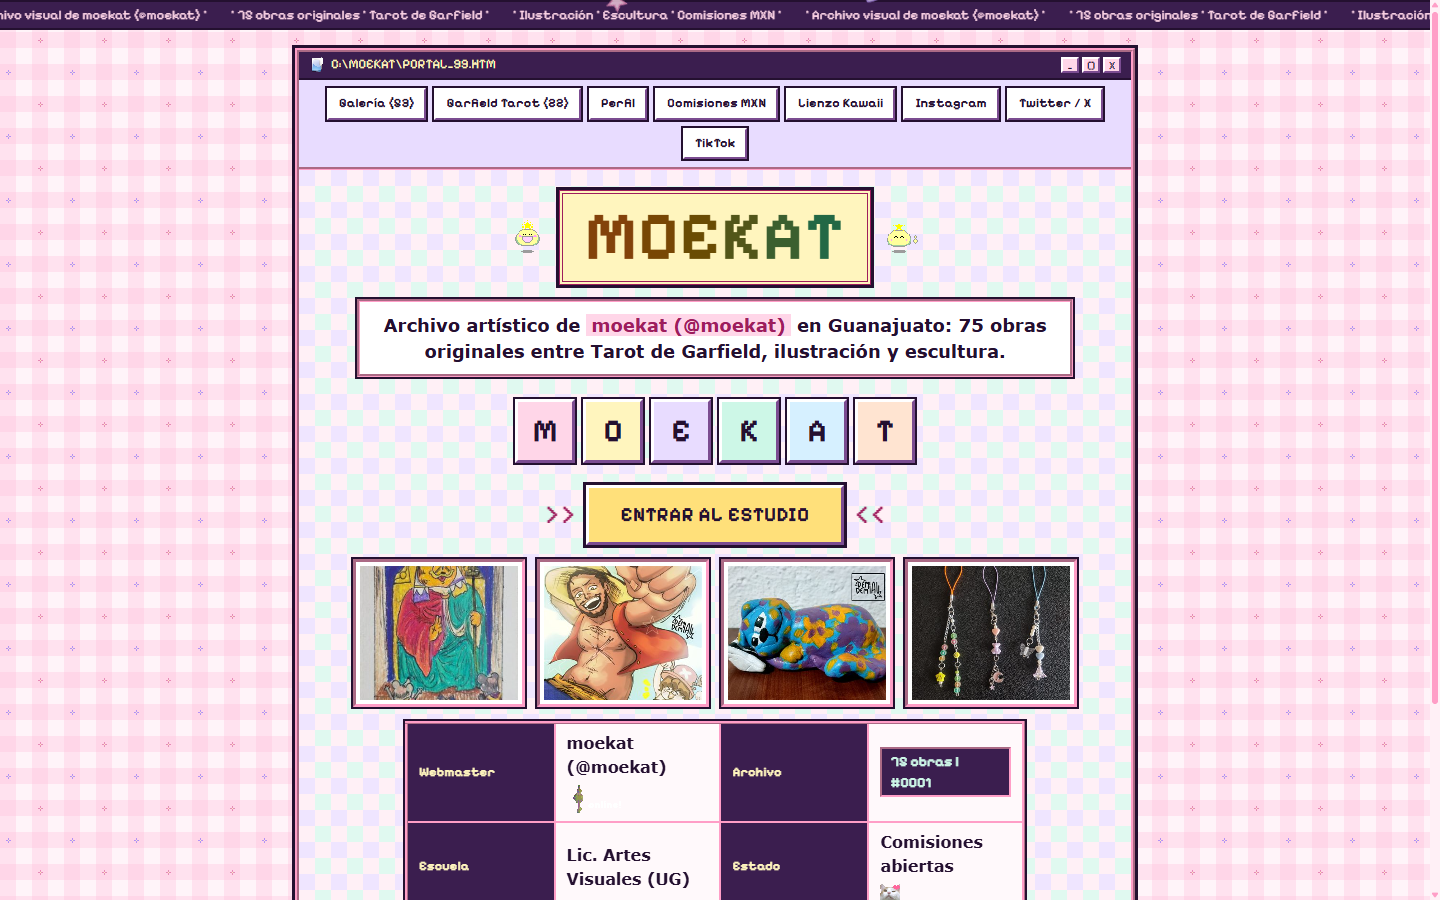 hivo visual de moekat (@moekat) * * 75 obras originales * Tarot de Garfield * * Ilustración * Escultura * Comisiones MXN * * Archivo visual de moekat (@moekat) * * 75 obras originales * Tarot de Garfield * * Ilustración
C:\MOEKAT\PORTAL_99.HTM
Galería (53) Garfield Tarot (22) Perfil Comisiones MXN Lienzo Kawaii Instagram Twitter / X
TikTok
MOEKAT
Archivo artístico de moekat (@moekat) en Guanajuato: 75 obras
originales entre Tarot de Garfield, ilustración y escultura.
M O E K A T
>> ENTRAR AL ESTUDIO <<
Webmaster
moekat
(@moekat)
Archivo
75 obras |
#0001
Escuela
Lic. Artes
Visuales (UG)
Estado
Comisiones
abiertas